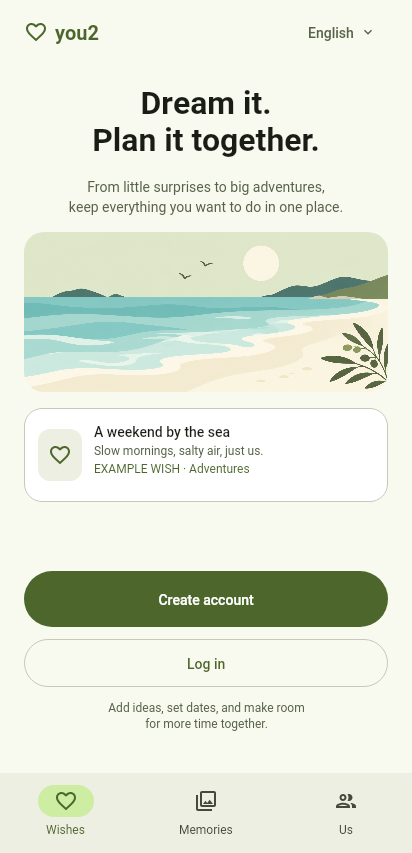 you2
English
Dream it.
Plan it together.
From little surprises to big adventures,
keep everything you want to do in one place.
A weekend by the sea
Slow mornings, salty air, just us.
EXAMPLE WISH · Adventures
Create account
Log in
Add ideas, set dates, and make room
for more time together.
Wishes
Memories
Us